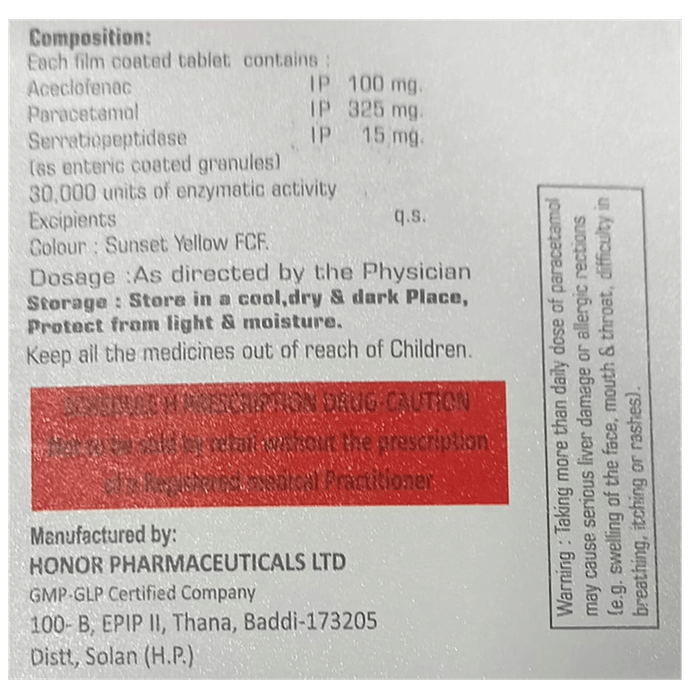 Composition:
Each film coated tablet contains :
Aceclofenac IP 100 mg.
Paracetamol IP 325 mg.
Serratiopeptidase IP 15 mg.
(as enteric coated granules)
30,000 units of enzymatic activity
Excipients q.s.
Colour : Sunset Yellow FCF.
Dosage :As directed by the Physician
Storage : Store in a cool,dry & dark Place,
Protect from light & moisture.
Keep all the medicines out of reach of Children.
SCHEDULE H PRESCRIPTION DRUG-CAUTION
Not to be sold by retail without the prescription
of a Registered medical Practitioner
Manufactured by:
HONOR PHARMACEUTICALS LTD
GMP-GLP Certified Company
100- B, EPIP II, Thana, Baddi-173205
Distt, Solan (H.P.)
Warning : Taking more than daily dose of paracetamol
may cause serious liver damage or allergic rections
(e.g. swelling of the face, mouth & throat, difficulty in
breathing, itching or rashes).